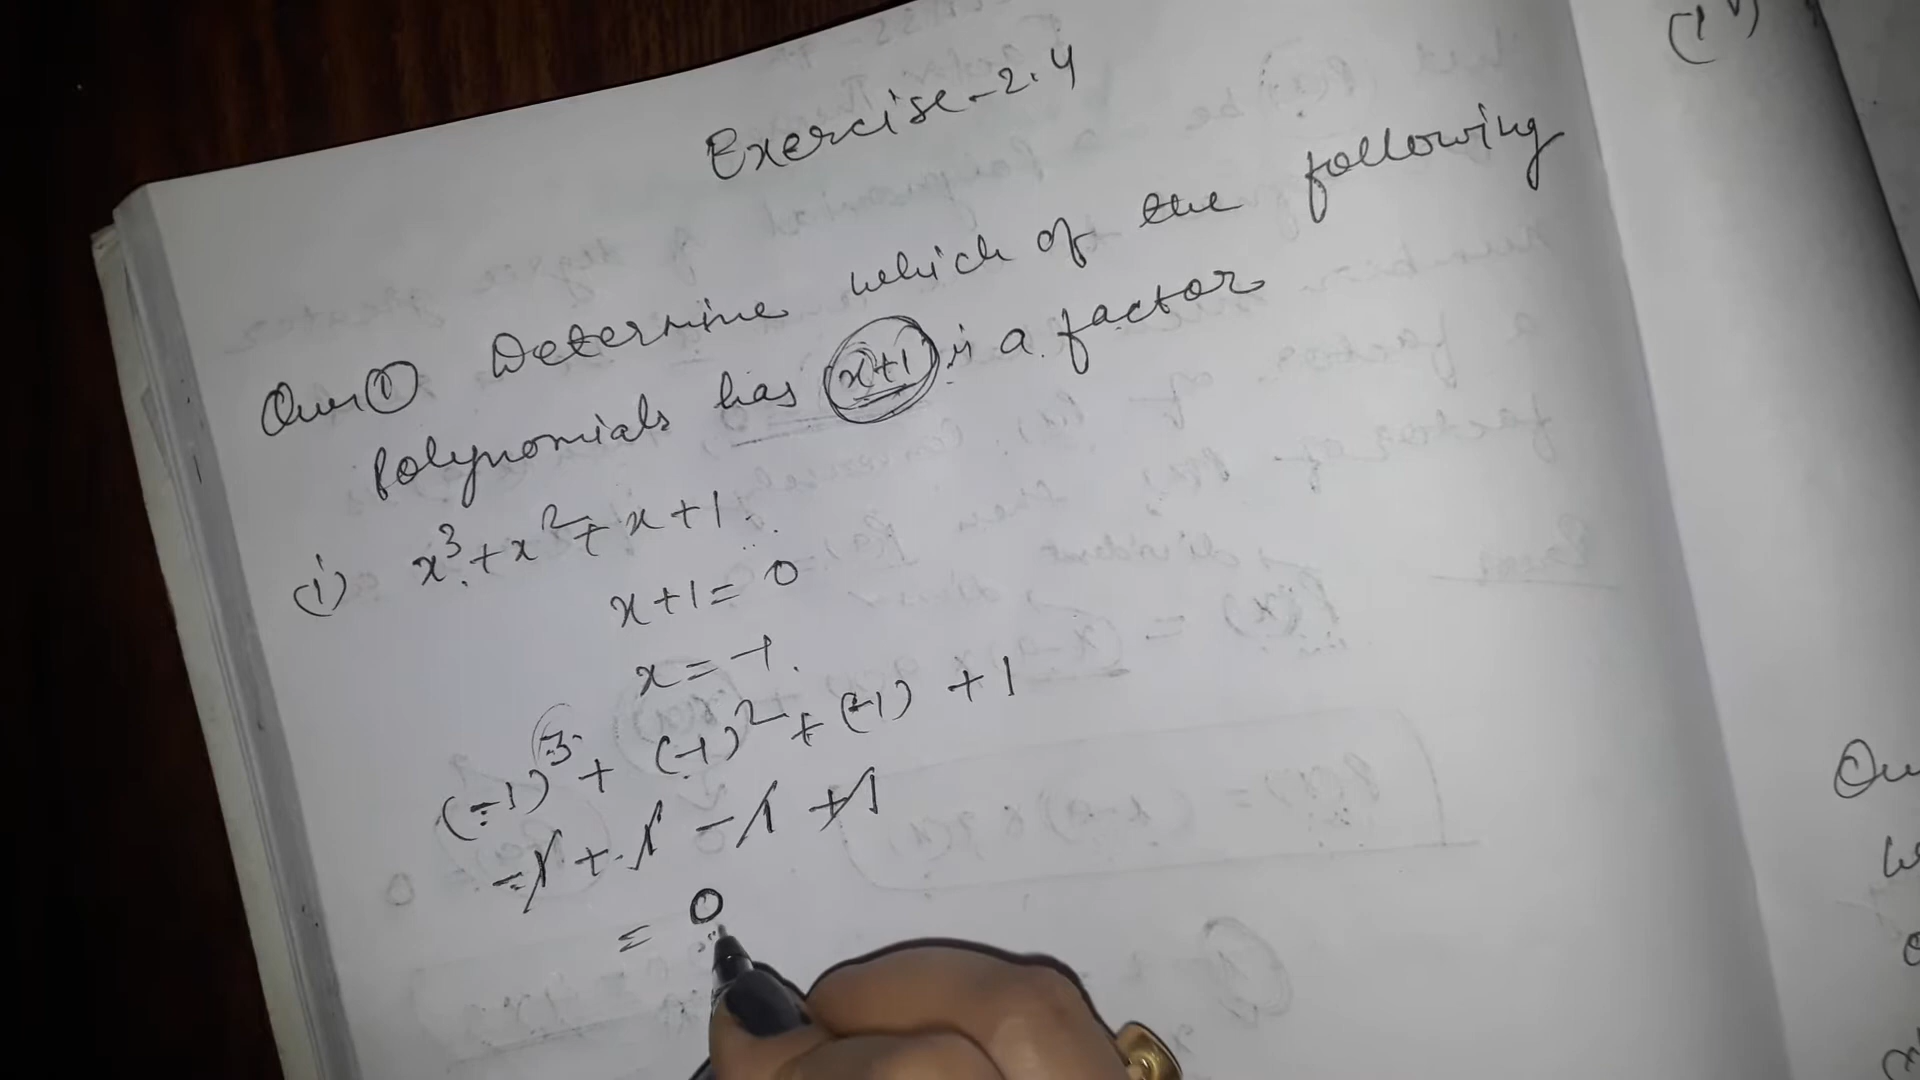 Exercise-2.4
Ques① Determine which of the following
polynomials has (x+1) is a factor
(i) x³+x²+x+1
x+1=0
x=-1.
(-1)³+(-1)²+(-1)+1
-1+1-1+1
= 0